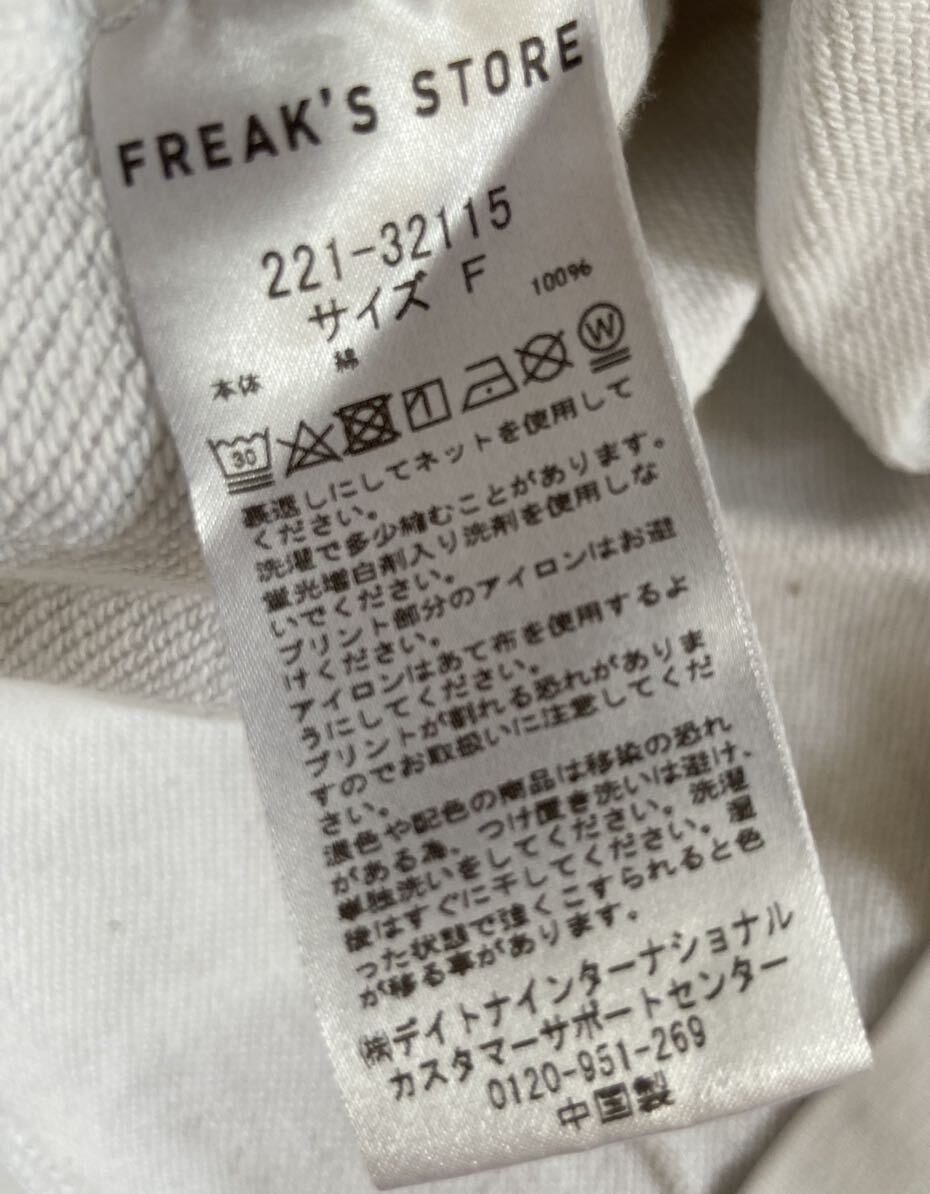 FREAK'S STORE
221-32115
サイズ F
本体 綿 100%
30 W
裏返しにしてネットを使用して
ください。
洗濯で多少縮むことがあります。
蛍光増白剤入り洗剤を使用しな
いでください。
プリント部分のアイロンはお避
けください。
アイロンはあて布を使用するよ
うにしてください。
プリントが割れる恐れがありま
すのでお取扱いに注意してくだ
さい。
濃色や配色の商品は移染の恐れ
がある為、つけ置き洗いは避け、
単独洗いをしてください。洗濯
後はすぐに干してください。湿
った状態で強くこすられると色
が移る事があります。
㈱デイトナインターナショナル
カスタマーサポートセンター
0120-951-269
中国製